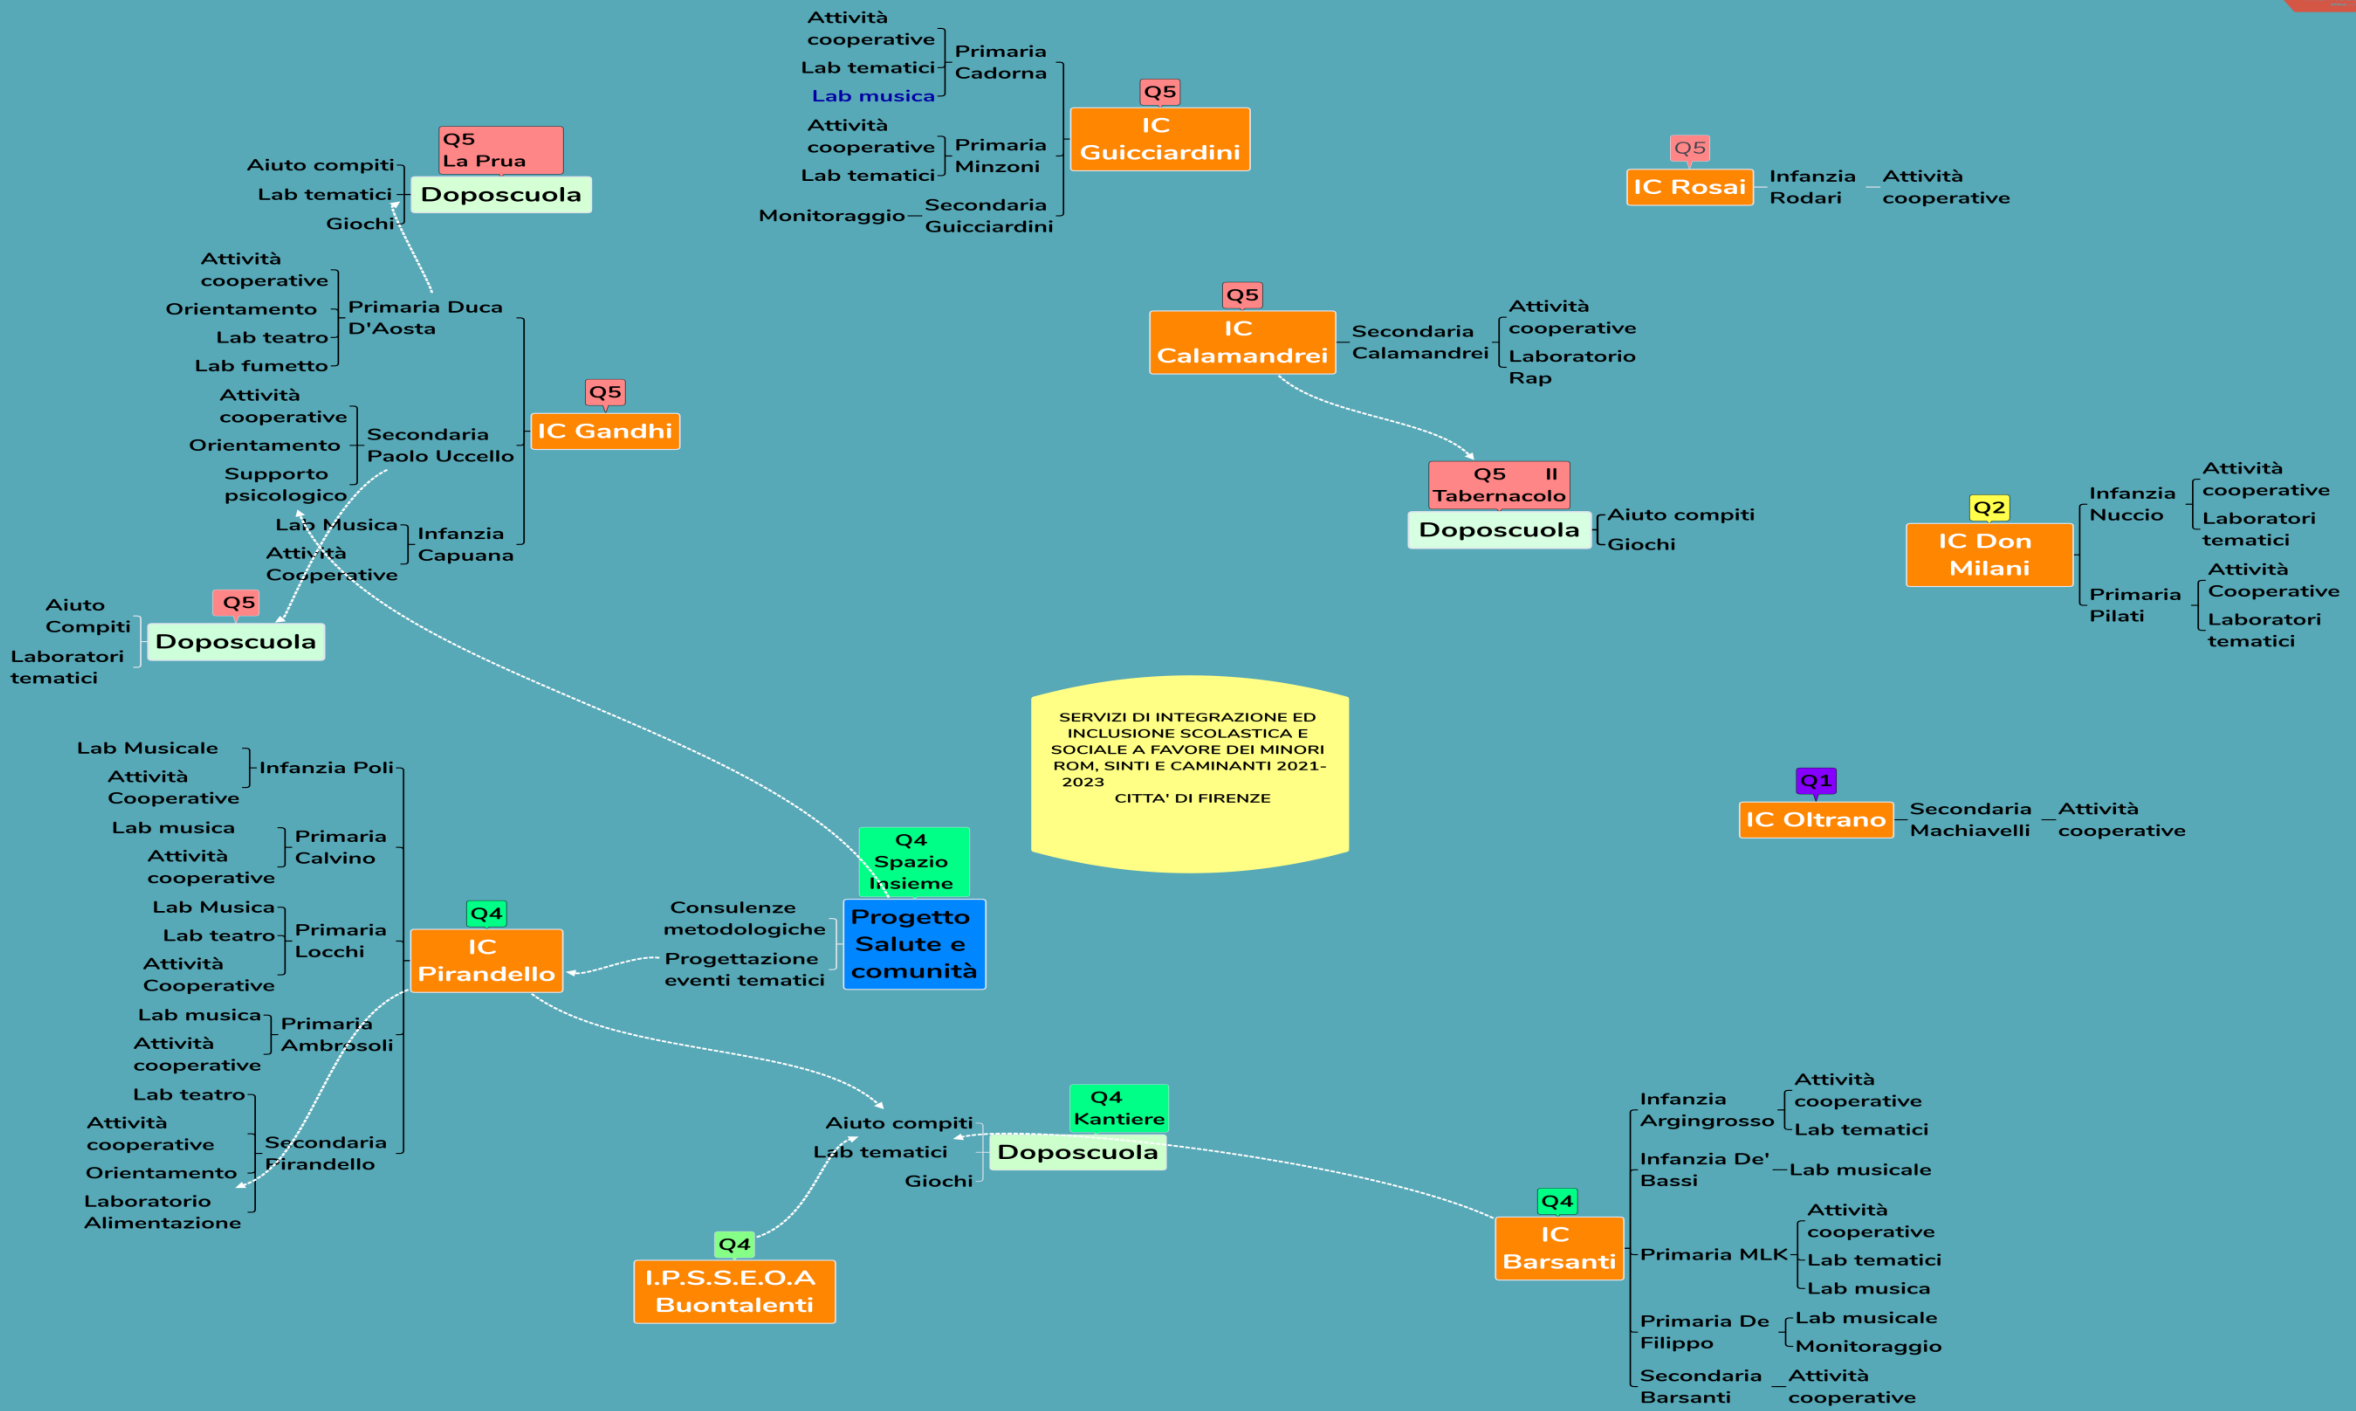 Attività
cooperative
Lab tematici
Lab musica
Primaria
Cadorna
Attività
cooperative
Lab tematici
Primaria
Minzoni
Monitoraggio
Secondaria
Guicciardini
Q5
IC
Guicciardini
Q5
La Prua
Doposcuola
Aiuto compiti
Lab tematici
Giochi
Q5
IC Rosai
Infanzia
Rodari
Attività
cooperative
Attività
cooperative
Orientamento
Lab teatro
Lab fumetto
Primaria Duca
D'Aosta
Attività
cooperative
Orientamento
Supporto
psicologico
Secondaria
Paolo Uccello
Lab Musica
Attività
Cooperative
Infanzia
Capuana
Q5
IC Gandhi
Q5
IC
Calamandrei
Secondaria
Calamandrei
Attività
cooperative
Laboratorio
Rap
Q5 II
Tabernacolo
Doposcuola
Aiuto compiti
Giochi
Q2
IC Don
Milani
Infanzia
Nuccio
Attività
cooperative
Laboratori
tematici
Primaria
Pilati
Attività
Cooperative
Laboratori
tematici
Q5
Doposcuola
Aiuto
Compiti
Laboratori
tematici
SERVIZI DI INTEGRAZIONE ED
INCLUSIONE SCOLASTICA E
SOCIALE A FAVORE DEI MINORI
ROM, SINTI E CAMINANTI 2021-
2023
CITTA' DI FIRENZE
Q1
IC Oltrano
Secondaria
Machiavelli
Attività
cooperative
Lab Musicale
Attività
Cooperative
Infanzia Poli
Lab musica
Attività
cooperative
Primaria
Calvino
Lab Musica
Lab teatro
Attività
Cooperative
Primaria
Locchi
Lab musica
Attività
cooperative
Primaria
Ambrosoli
Lab teatro
Attività
cooperative
Orientamento
Laboratorio
Alimentazione
Secondaria
Pirandello
Q4
IC
Pirandello
Q4
Spazio
Insieme
Progetto
Salute e
comunità
Consulenze
metodologiche
Progettazione
eventi tematici
Q4
Kantiere
Doposcuola
Aiuto compiti
Lab tematici
Giochi
Q4
I.P.S.S.E.O.A
Buontalenti
Q4
IC
Barsanti
Infanzia
Argingrosso
Attività
cooperative
Lab tematici
Infanzia De'
Bassi
Lab musicale
Primaria MLK
Attività
cooperative
Lab tematici
Lab musica
Primaria De
Filippo
Lab musicale
Monitoraggio
Secondaria
Barsanti
Attività
cooperative